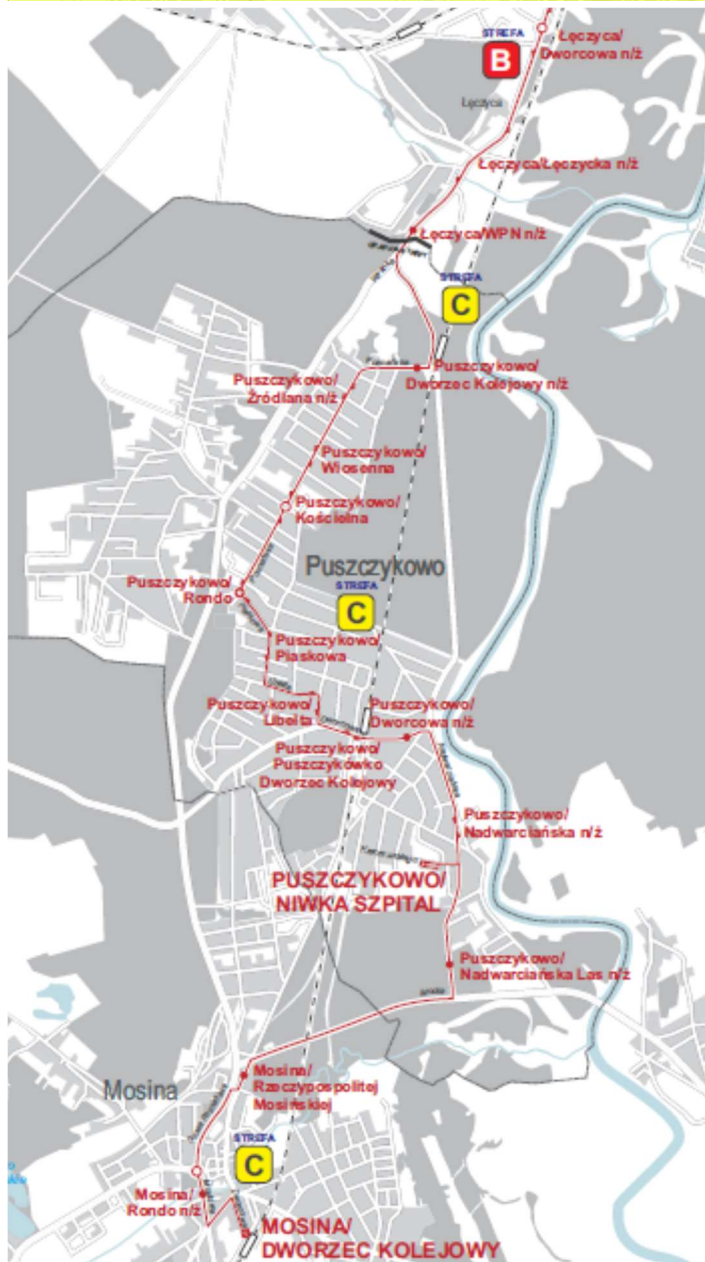 STREFA
B
Łęczyca/
Dworcowa n/ż
Łęczyca
Łęczyca/Łęczycka n/ż
Łęczyca/WPN n/ż
STREFA
C
Puszczykowo/
Dworzec Kolejowy n/ż
Puszczykowo/
Źródlana n/ż
Puszczykowo/
Wiosenna
Puszczykowo/
Kościelna
Puszczykowo
STREFA
C
Puszczykowo/
Rondo
Puszczykowo/
Piaskowa
Puszczykowo/
Libelta
Puszczykowo/
Dworcowa n/ż
Puszczykowo/
Puszczykówko
Dworzec Kolejowy
Puszczykowo/
Nadwarciańska n/ż
PUSZCZYKOWO/
NIWKA SZPITAL
Puszczykowo/
Nadwarciańska Las n/ż
Mosina
Mosina/
Rzeczypospolitej
Mosińskiej
STREFA
C
Mosina/
Rondo n/ż
MOSINA/
DWORZEC KOLEJOWY